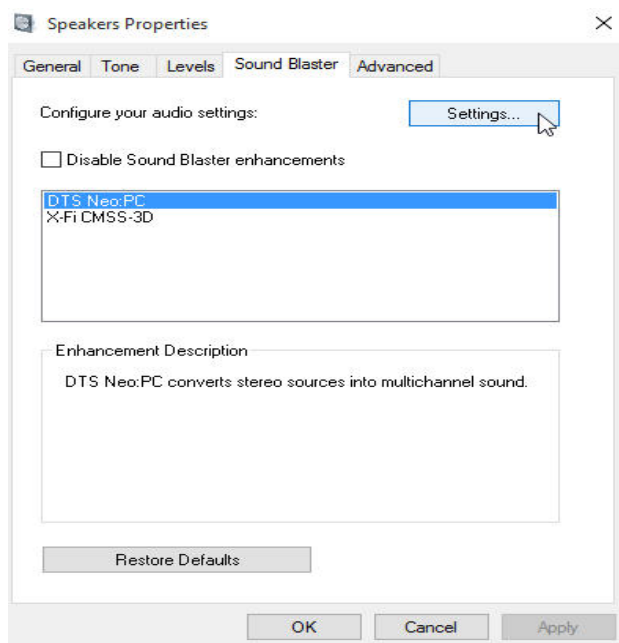 Speakers Properties
General Tone Levels Sound Blaster Advanced
Configure your audio settings: Settings...
Disable Sound Blaster enhancements
DTS Neo:PC
X-Fi CMSS-3D
Enhancement Description
DTS Neo:PC converts stereo sources into multichannel sound.
Restore Defaults
OK Cancel Apply